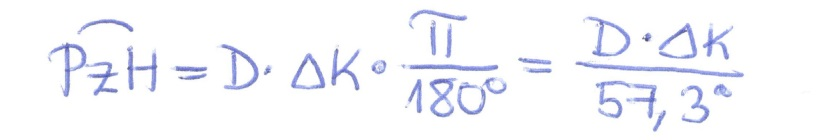 P͡zH = D · ΔK · π/180° = D · ΔK/57,3°